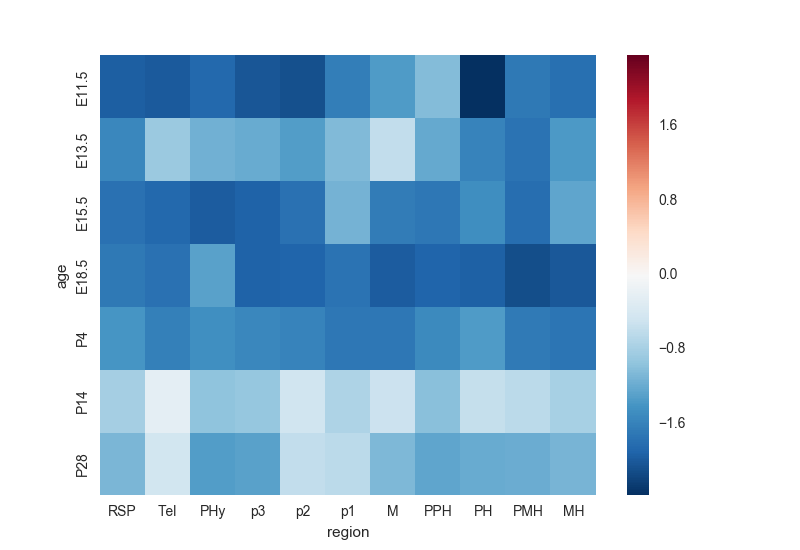 E11.5
E13.5
E15.5
E18.5
P4
P14
P28
age
RSP Tel PHy p3 p2 p1 M PPH PH PMH MH
region
1.6
0.8
0.0
−0.8
−1.6